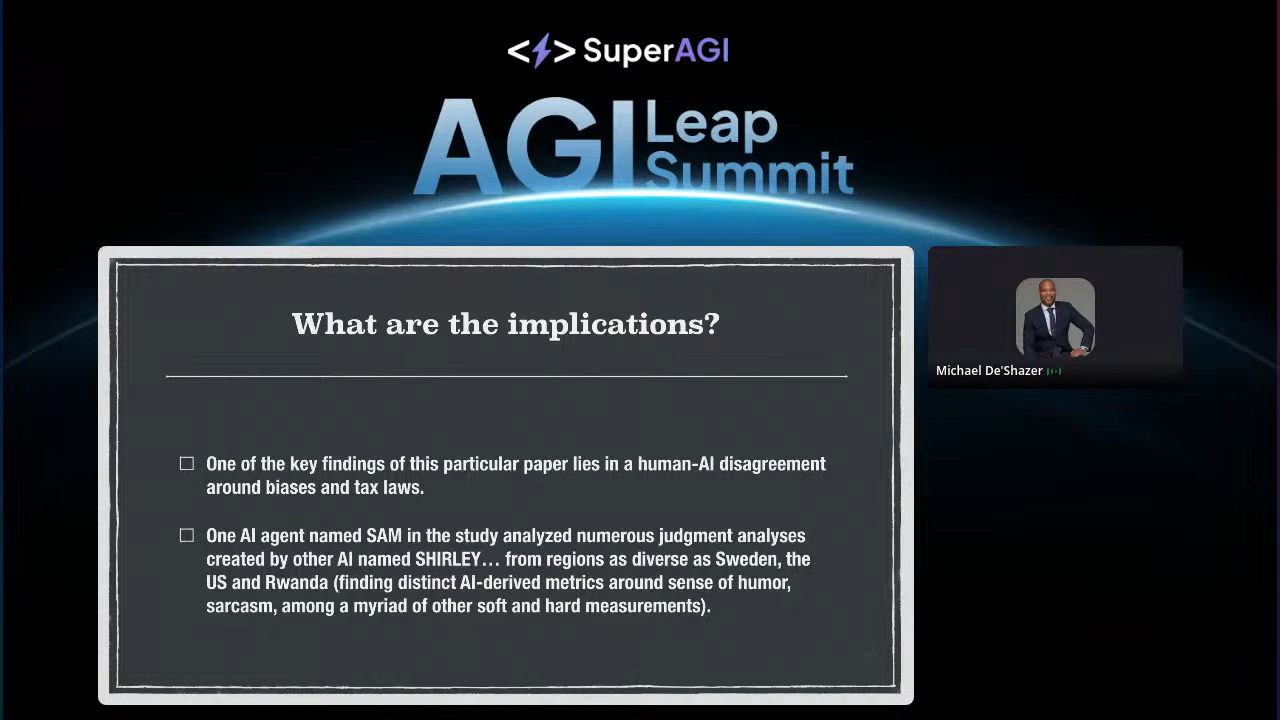 <⚡> SuperAGI
AGI Leap
Summit
What are the implications?
☐ One of the key findings of this particular paper lies in a human-AI disagreement
around biases and tax laws.
☐ One AI agent named SAM in the study analyzed numerous judgment analyses
created by other AI named SHIRLEY… from regions as diverse as Sweden, the
US and Rwanda (finding distinct AI-derived metrics around sense of humor,
sarcasm, among a myriad of other soft and hard measurements).
Michael De'Shazer